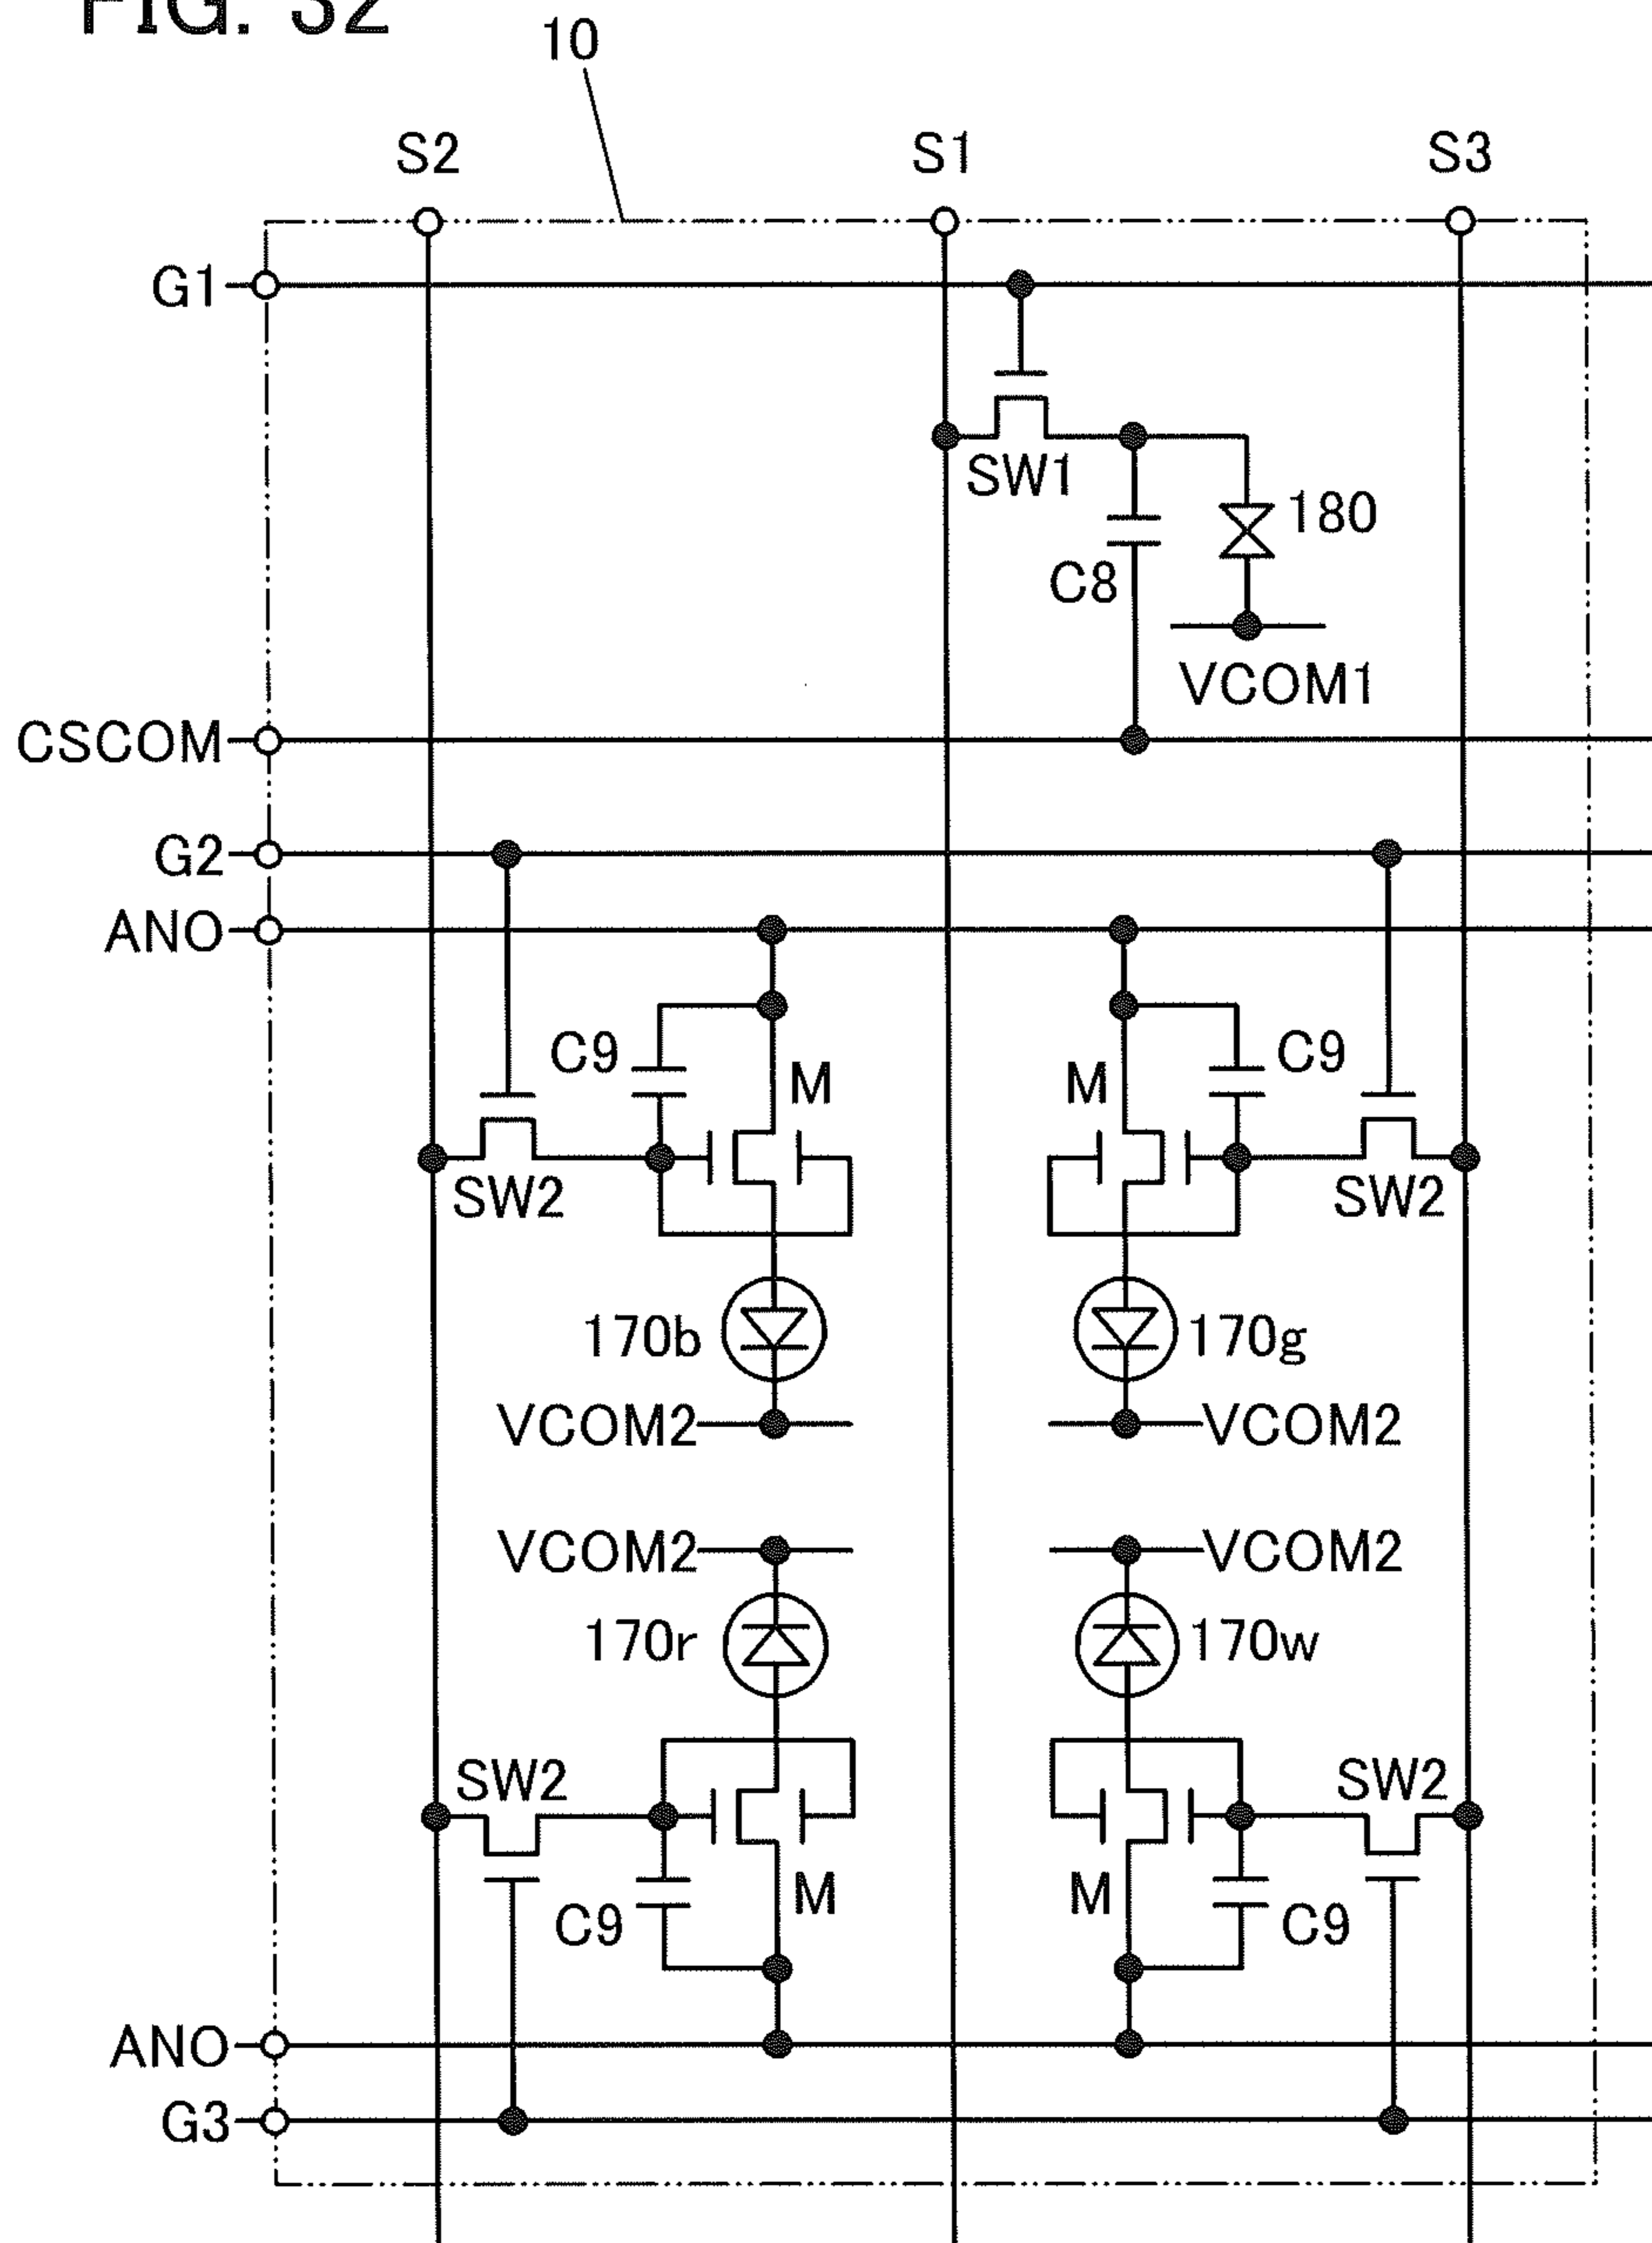 FIG. 32
10
S2 S1 S3
G1
SW1
180
C8
VCOM1
CSCOM
G2
ANO
C9 M M C9
SW2 SW2
170b 170g
VCOM2 VCOM2
VCOM2 VCOM2
170r 170w
SW2 SW2
C9 M M C9
ANO
G3